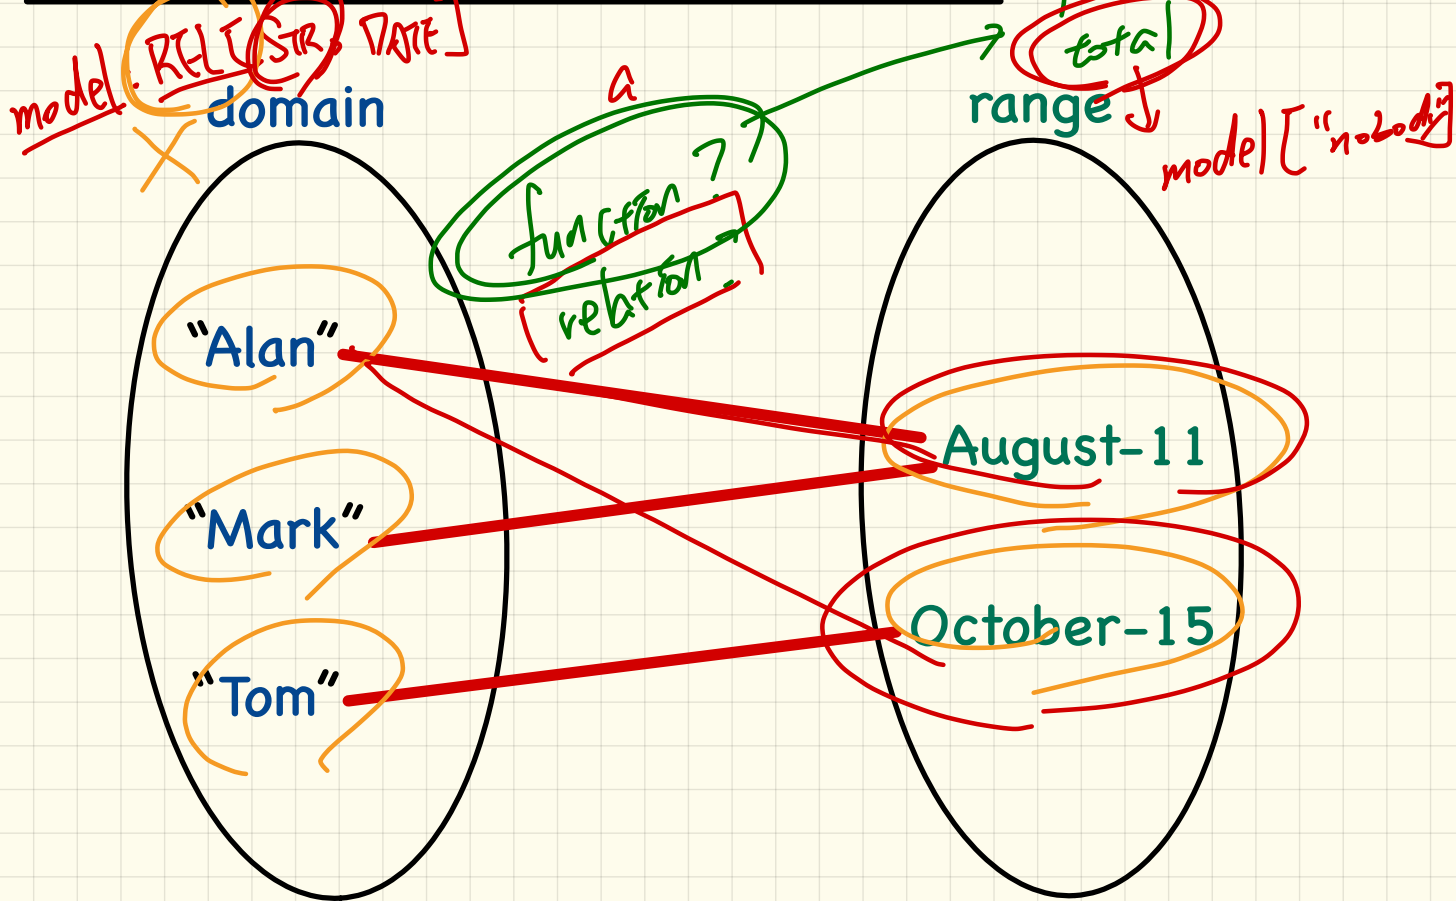 model: REL[STR, DATE]
total
domain
a
range
model["nobody"]
function ??
relation
"Alan"
August-11
"Mark"
October-15
"Tom"